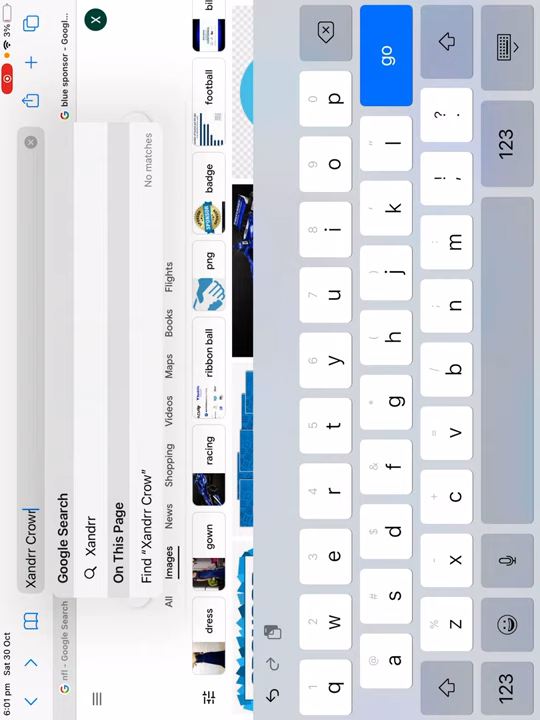 6:01 pm Sat 30 Oct
3%
Xandrr Crow
nfl - Google Search
blue sponsor - Googl...
X
Google Search
Xandrr
On This Page
No matches
Find “Xandrr Crow”
All Images News Shopping Videos Maps Books Flights
dress gown racing ribbon ball png badge football bil
1 2 3 4 5 6 7 8 9 0
q w e r t y u i o p
@ # $ & * ( ) ' "
a s d f g h j k l go
% - + = / ; : ! ?
z x c v b n m , .
123 123